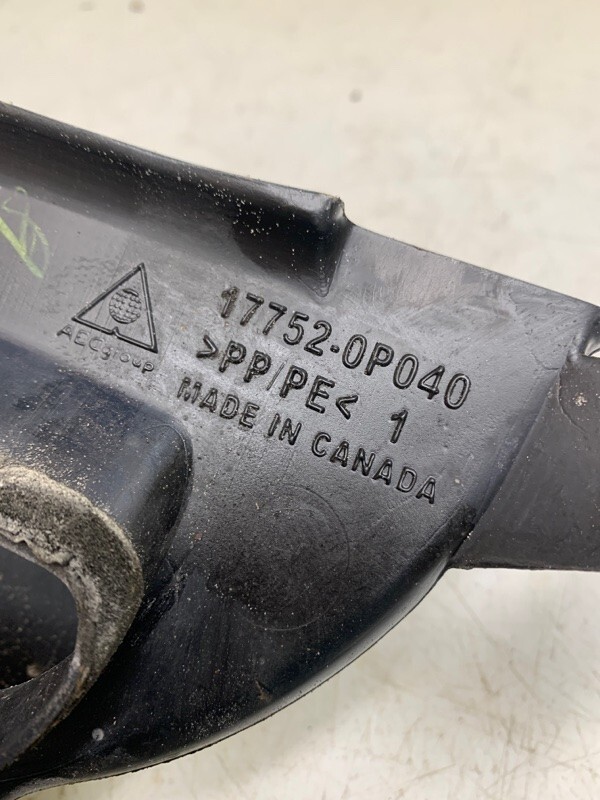 17752-0P040
>PP/PE< 1
MADE IN CANADA
AECgroup